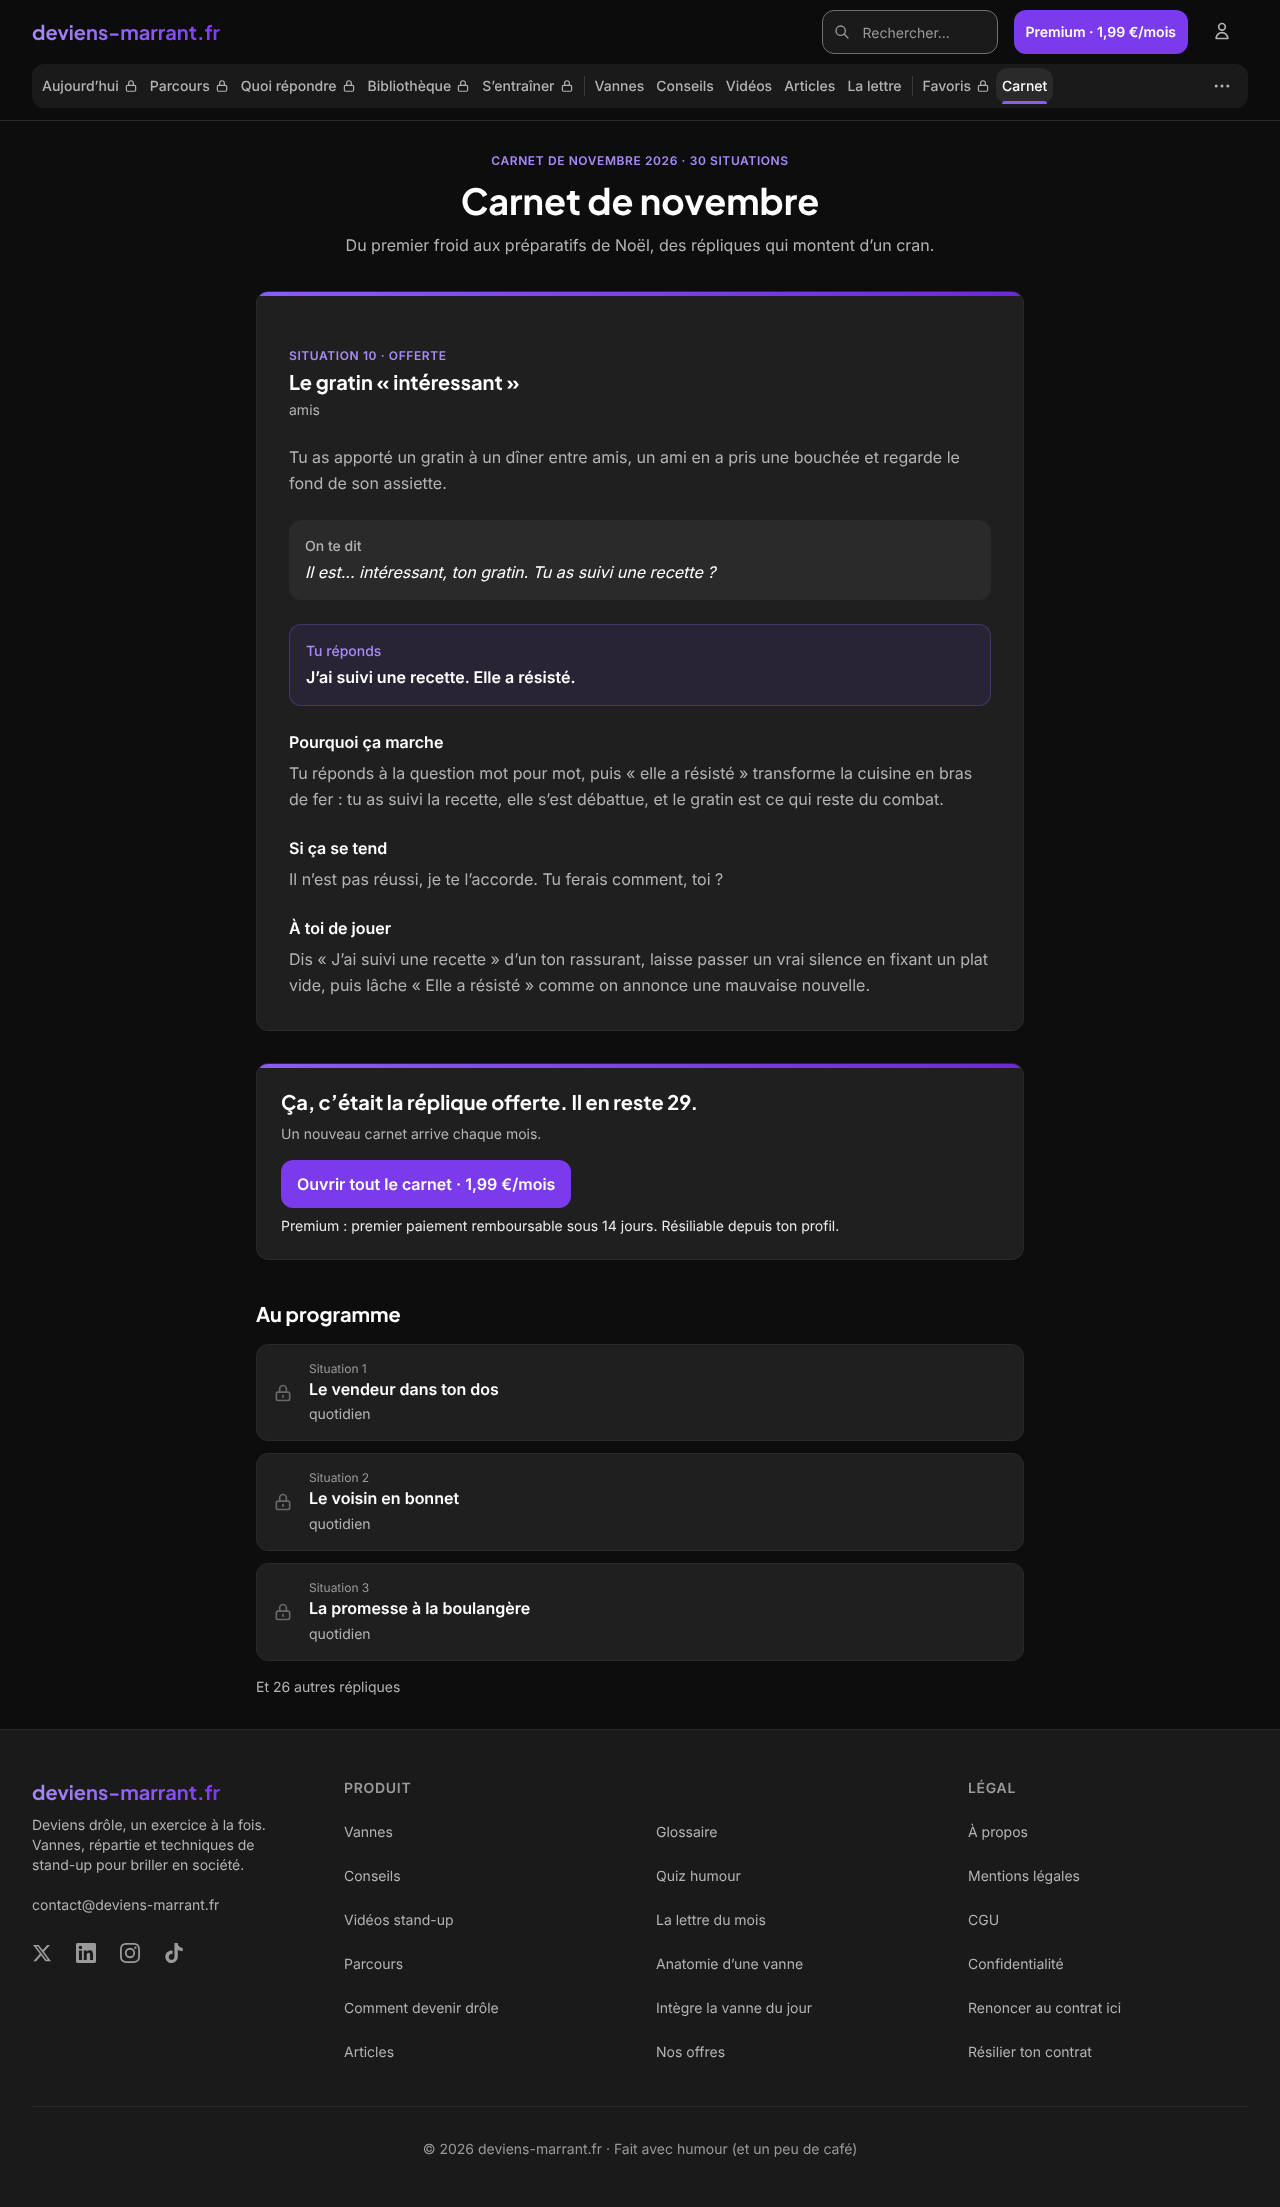 deviens-marrant.fr
Rechercher...
Premium · 1,99 €/mois
Aujourd’hui Parcours Quoi répondre Bibliothèque S’entraîner Vannes Conseils Vidéos Articles La lettre Favoris Carnet
CARNET DE NOVEMBRE 2026 · 30 SITUATIONS
Carnet de novembre
Du premier froid aux préparatifs de Noël, des répliques qui montent d’un cran.
SITUATION 10 · OFFERTE
Le gratin « intéressant »
amis
Tu as apporté un gratin à un dîner entre amis, un ami en a pris une bouchée et regarde le
fond de son assiette.
On te dit
Il est… intéressant, ton gratin. Tu as suivi une recette ?
Tu réponds
J’ai suivi une recette. Elle a résisté.
Pourquoi ça marche
Tu réponds à la question mot pour mot, puis « elle a résisté » transforme la cuisine en bras
de fer : tu as suivi la recette, elle s’est débattue, et le gratin est ce qui reste du combat.
Si ça se tend
Il n’est pas réussi, je te l’accorde. Tu ferais comment, toi ?
À toi de jouer
Dis « J’ai suivi une recette » d’un ton rassurant, laisse passer un vrai silence en fixant un plat
vide, puis lâche « Elle a résisté » comme on annonce une mauvaise nouvelle.
Ça, c’était la réplique offerte. Il en reste 29.
Un nouveau carnet arrive chaque mois.
Ouvrir tout le carnet · 1,99 €/mois
Premium : premier paiement remboursable sous 14 jours. Résiliable depuis ton profil.
Au programme
Situation 1
Le vendeur dans ton dos
quotidien
Situation 2
Le voisin en bonnet
quotidien
Situation 3
La promesse à la boulangère
quotidien
Et 26 autres répliques
deviens-marrant.fr
Deviens drôle, un exercice à la fois.
Vannes, répartie et techniques de
stand-up pour briller en société.
contact@deviens-marrant.fr
PRODUIT
Vannes
Conseils
Vidéos stand-up
Parcours
Comment devenir drôle
Articles
Glossaire
Quiz humour
La lettre du mois
Anatomie d’une vanne
Intègre la vanne du jour
Nos offres
LÉGAL
À propos
Mentions légales
CGU
Confidentialité
Renoncer au contrat ici
Résilier ton contrat
© 2026 deviens-marrant.fr · Fait avec humour (et un peu de café)